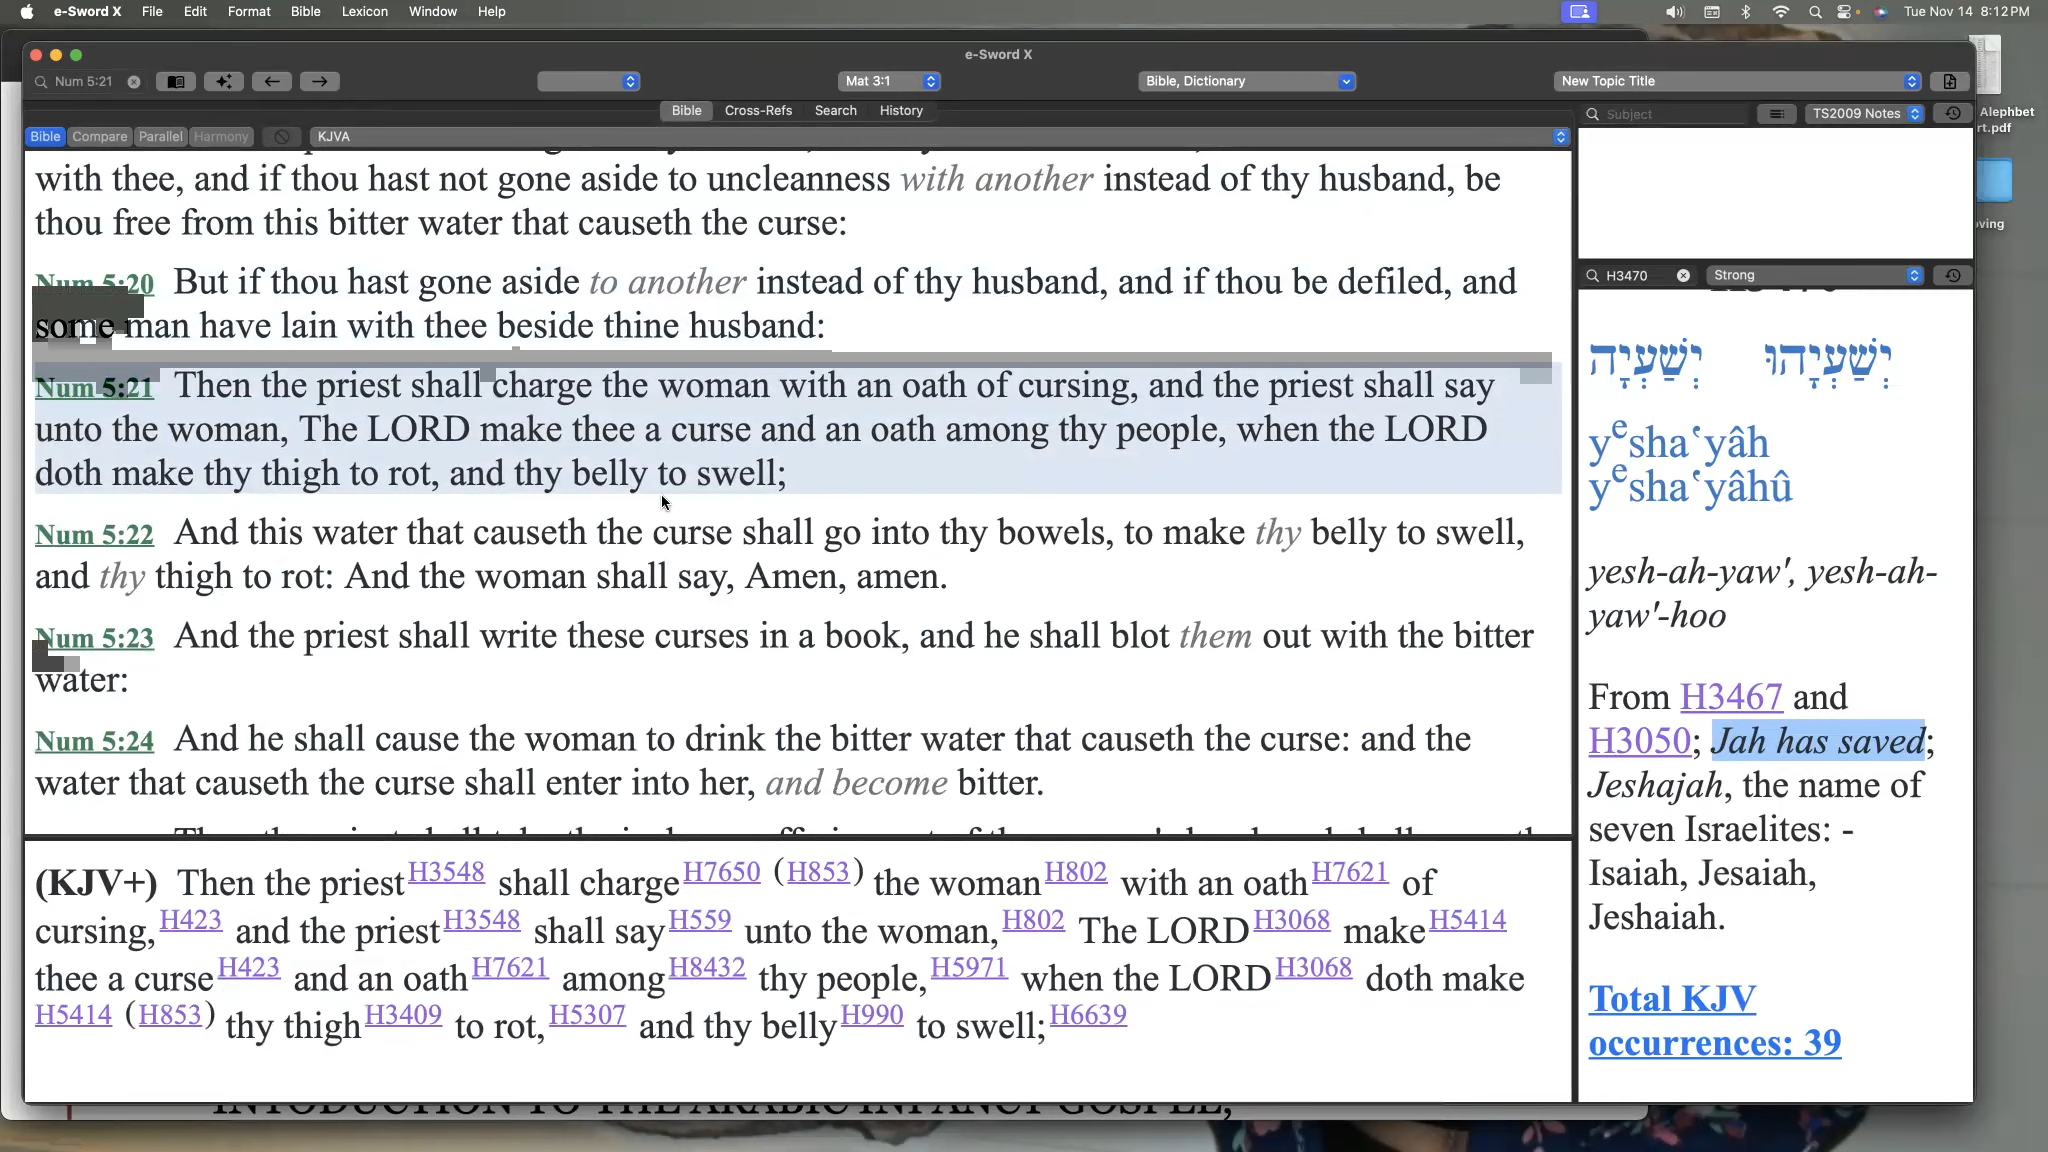 e-Sword X File Edit Format Bible Lexicon Window Help Tue Nov 14 8:12PM
e-Sword X
Num 5:21 Mat 3:1 Bible, Dictionary New Topic Title
Bible Cross-Refs Search History
Subject TS2009 Notes
Alephbet
rt.pdf
Bible Compare Parallel Harmony KJVA
with thee, and if thou hast not gone aside to uncleanness with another instead of thy husband, be
thou free from this bitter water that causeth the curse:
Num 5:20 But if thou hast gone aside to another instead of thy husband, and if thou be defiled, and
some man have lain with thee beside thine husband:
Num 5:21 Then the priest shall charge the woman with an oath of cursing, and the priest shall say
unto the woman, The LORD make thee a curse and an oath among thy people, when the LORD
doth make thy thigh to rot, and thy belly to swell;
Num 5:22 And this water that causeth the curse shall go into thy bowels, to make thy belly to swell,
and thy thigh to rot: And the woman shall say, Amen, amen.
Num 5:23 And the priest shall write these curses in a book, and he shall blot them out with the bitter
water:
Num 5:24 And he shall cause the woman to drink the bitter water that causeth the curse: and the
water that causeth the curse shall enter into her, and become bitter.
(KJV+) Then the priest H3548 shall charge H7650 (H853) the woman H802 with an oath H7621 of
cursing, H423 and the priest H3548 shall say H559 unto the woman, H802 The LORD H3068 make H5414
thee a curse H423 and an oath H7621 among H8432 thy people, H5971 when the LORD H3068 doth make
H5414 (H853) thy thigh H3409 to rot, H5307 and thy belly H990 to swell; H6639
INTRODUCTION TO THE ARABIC INFANCY GOSPEL,
ving
H3470 Strong
יְשַׁעְיָה יְשַׁעְיָהוּ
yᵉsha‛yâh
yᵉsha‛yâhû
yesh-ah-yaw', yesh-ah-
yaw'-hoo
From H3467 and
H3050; Jah has saved;
Jeshajah, the name of
seven Israelites: -
Isaiah, Jesaiah,
Jeshaiah.
Total KJV
occurrences: 39